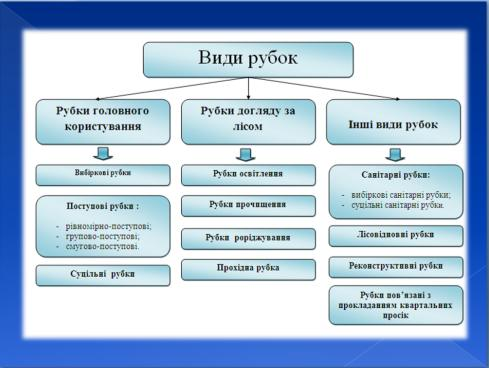 Види рубок
Рубки головного
користування
Вибіркові рубки
Поступові рубки :
- рівномірно-поступові;
- групово-поступові;
- смугово-поступові.
Суцільні рубки
Рубки догляду за
лісом
Рубки освітлення
Рубки прочищення
Рубки роріджування
Прохідна рубка
Інші види рубок
Санітарні рубки:
- вибіркові санітарні рубки;
- суцільні санітарні рубки.
Лісовідновні рубки
Реконструктивні рубки
Рубки пов’язані з
прокладанням квартальних
просік